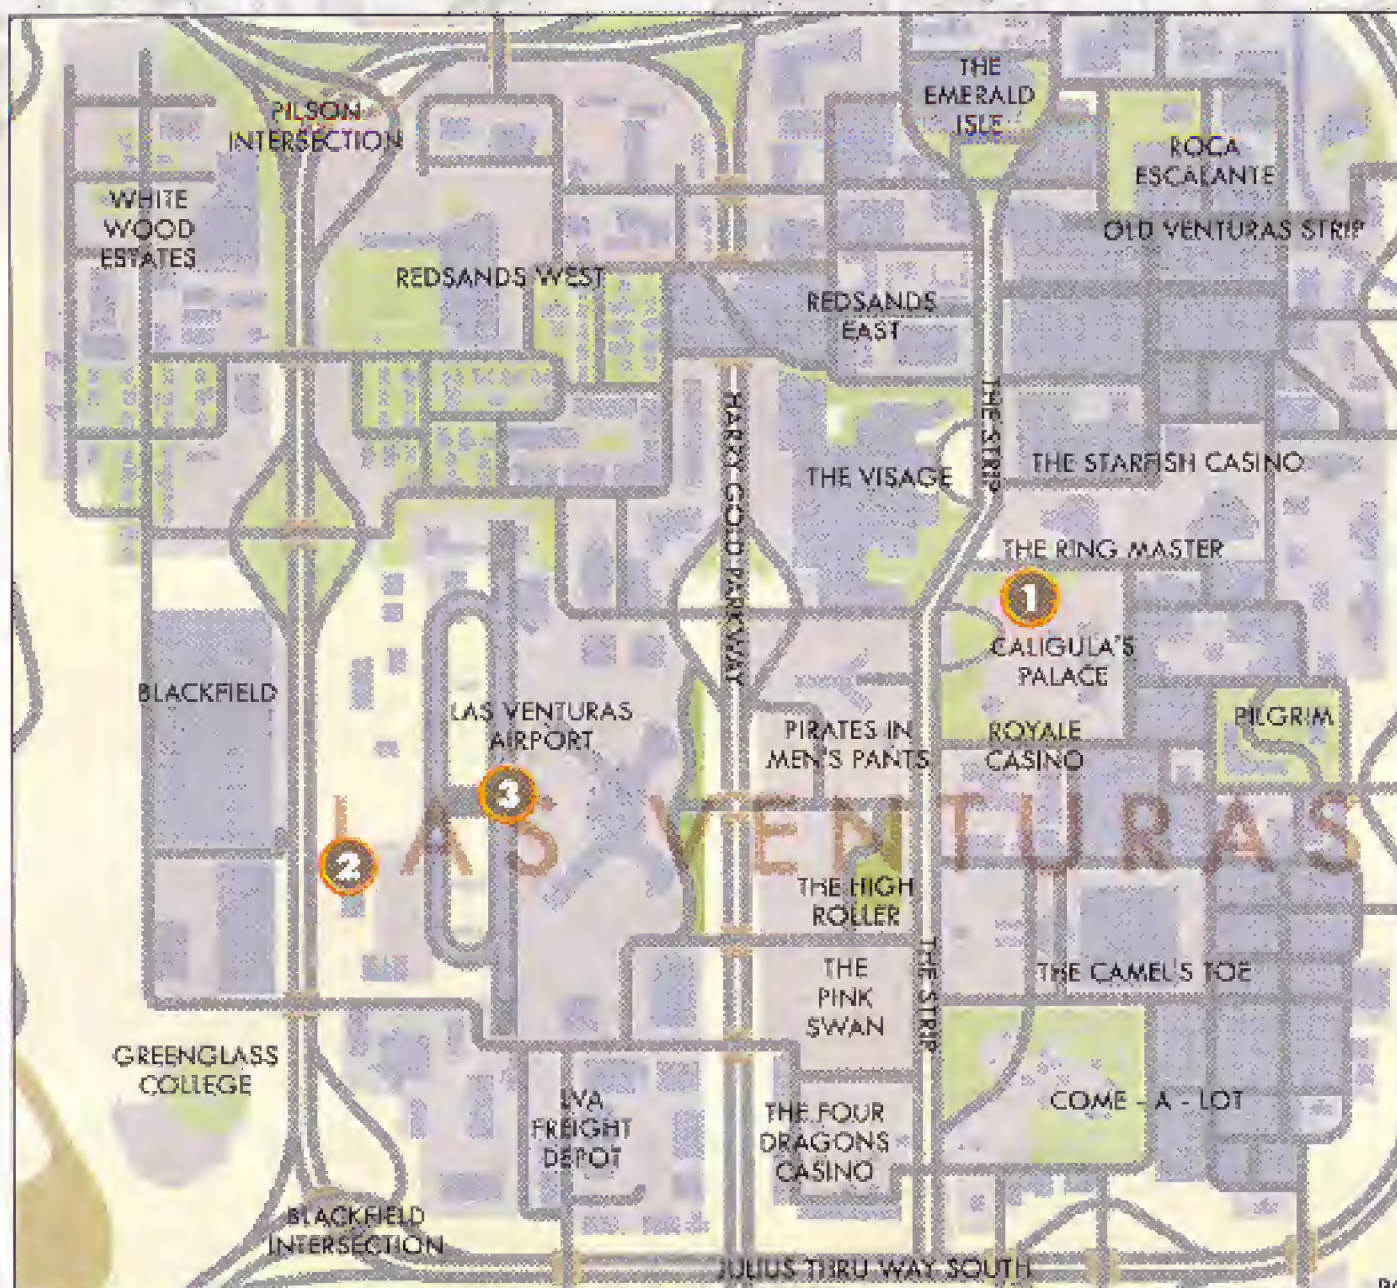 THE
EMERALD
ISLE
PILSON
INTERSECTION
ROCA
ESCALANTE
WHITE
WOOD
ESTATES
OLD VENTURAS STRIP
REDSANDS WEST
REDSANDS
EAST
THE STRIP
HARRY GOLD PARKWAY
THE VISAGE
THE STARFISH CASINO
THE RING MASTER
1
CALIGULA'S
PALACE
BLACKFIELD
LAS VENTURAS
AIRPORT
PIRATES IN
MEN'S PANTS
ROYALE
CASINO
PILGRIM
3
LAS VENTURAS
2
THE HIGH
ROLLER
THE
PINK
SWAN
THE STRIP
THE CAMEL'S TOE
GREENGLASS
COLLEGE
LVA
FREIGHT
DEPOT
THE FOUR
DRAGONS
CASINO
COME - A - LOT
BLACKFIELD
INTERSECTION
JULIUS THRU WAY SOUTH